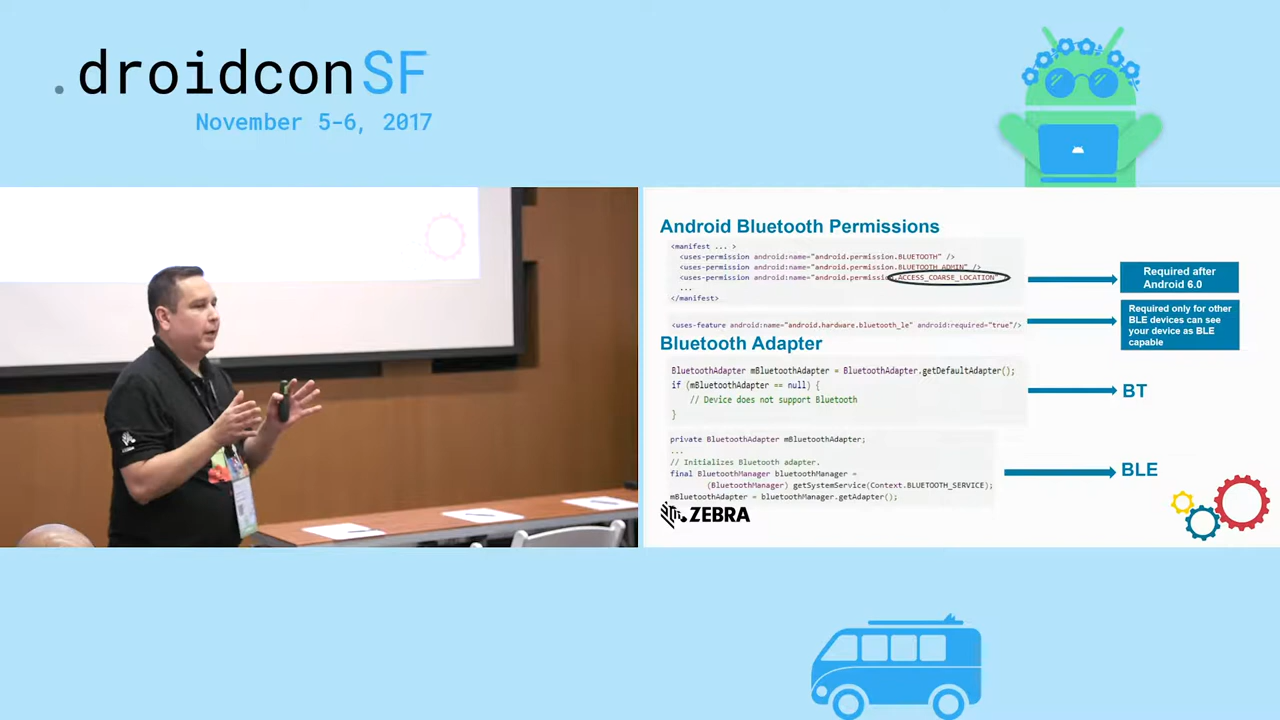 .droidconSF
November 5-6, 2017
Android Bluetooth Permissions
<manifest ... >
<uses-permission android:name="android.permission.BLUETOOTH" />
<uses-permission android:name="android.permission.BLUETOOTH_ADMIN" />
<uses-permission android:name="android.permission.ACCESS_COARSE_LOCATION"
...
</manifest>
Required after
Android 6.0
<uses-feature android:name="android.hardware.bluetooth_le" android:required="true"/>
Required only for other
BLE devices can see
your device as BLE
capable
Bluetooth Adapter
BluetoothAdapter mBluetoothAdapter = BluetoothAdapter.getDefaultAdapter();
if (mBluetoothAdapter == null) {
// Device does not support Bluetooth
}
BT
private BluetoothAdapter mBluetoothAdapter;
...
// Initializes Bluetooth adapter.
final BluetoothManager bluetoothManager =
(BluetoothManager) getSystemService(Context.BLUETOOTH_SERVICE);
mBluetoothAdapter = bluetoothManager.getAdapter();
BLE
ZEBRA